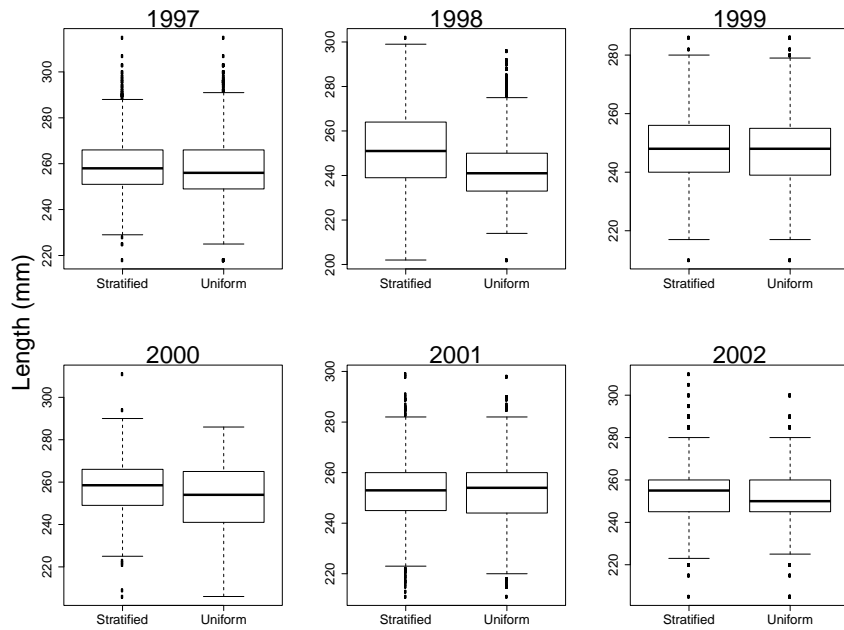 1997
1998
1999
220 240 260 280 300
200 220 240 260 280 300
220 240 260 280
Stratified Uniform
Stratified Uniform
Stratified Uniform
Length (mm)
2000
2001
2002
220 240 260 280 300
220 240 260 280 300
220 240 260 280 300
Stratified Uniform
Stratified Uniform
Stratified Uniform